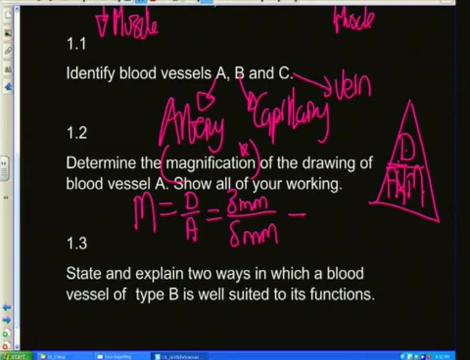 ↓ Muscle Muscle
1.1
Identify blood vessels A, B and C. Vein
Artery Capillary
1.2
Determine the magnification of the drawing of
blood vessel A. Show all of your working.
D
A × M
M = D/A = 8mm/8mm =
1.3
State and explain two ways in which a blood
vessel of type B is well suited to its functions.
start